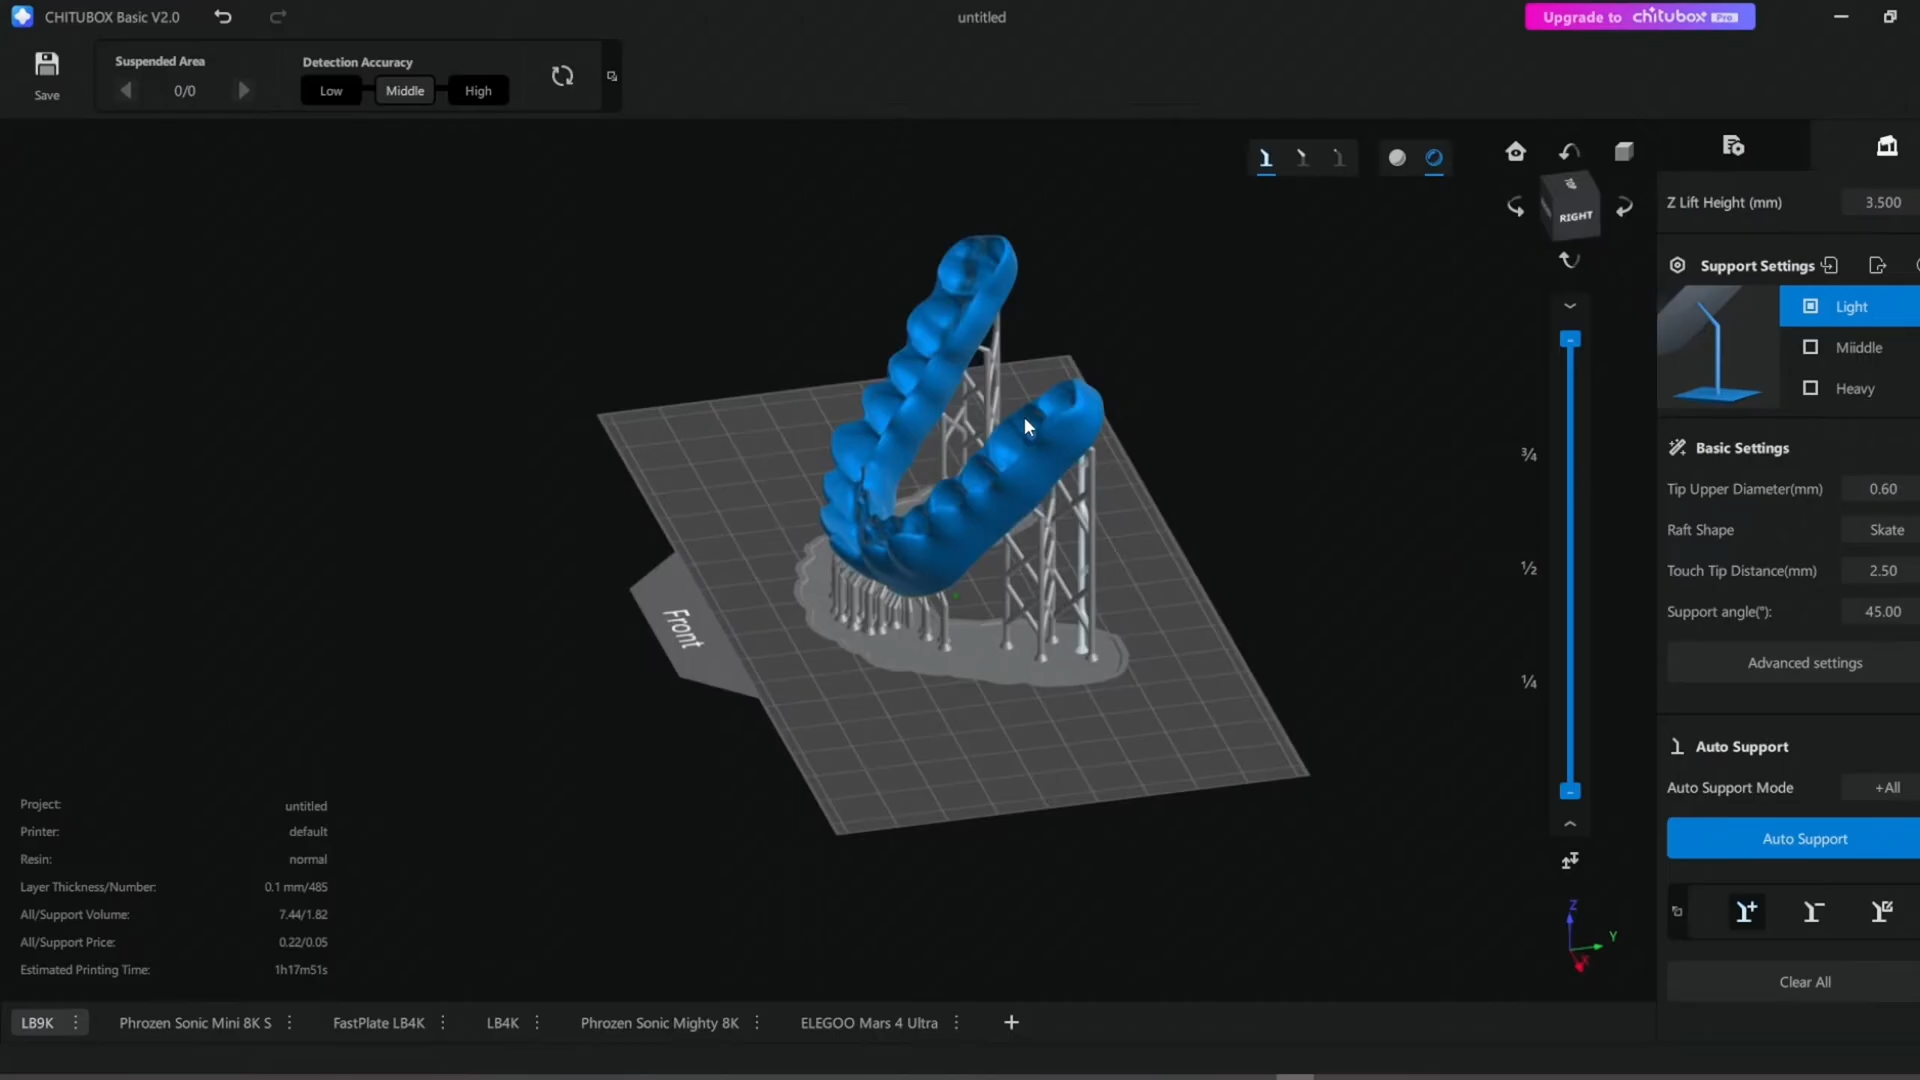 CHITUBOX Basic V2.0
untitled
Upgrade to chitubox Pro
Save
Suspended Area
0/0
Detection Accuracy
Low
Middle
High
RIGHT
Front
3/4
1/2
1/4
Z Lift Height (mm)
3.500
Support Settings
Light
Miiddle
Heavy
Basic Settings
Tip Upper Diameter(mm)
0.60
Raft Shape
Skate
Touch Tip Distance(mm)
2.50
Support angle(°):
45.00
Advanced settings
Auto Support
Auto Support Mode
+All
Auto Support
Clear All
Z
Y
X
Project:
untitled
Printer:
default
Resin:
normal
Layer Thickness/Number:
0.1 mm/485
All/Support Volume:
7.44/1.82
All/Support Price:
0.22/0.05
Estimated Printing Time:
1h17m51s
LB9K
Phrozen Sonic Mini 8K S
FastPlate LB4K
LB4K
Phrozen Sonic Mighty 8K
ELEGOO Mars 4 Ultra